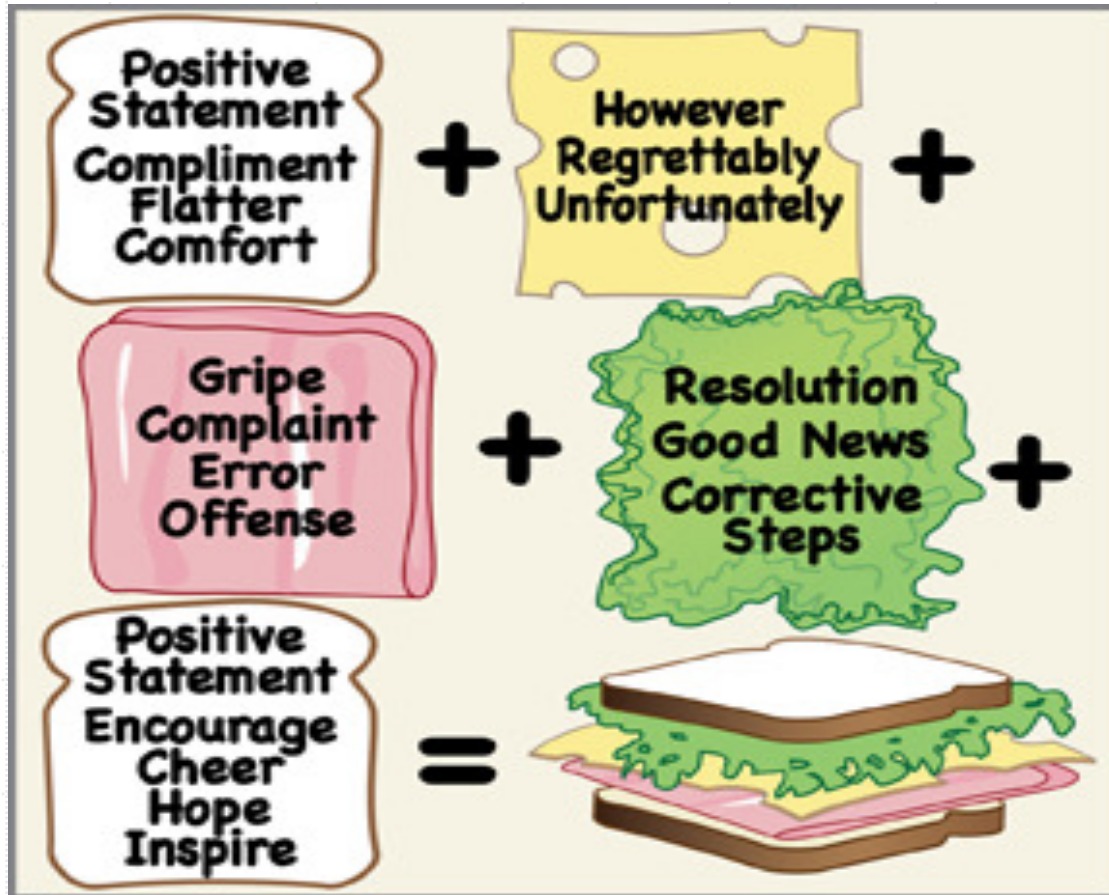 Positive
Statement
Compliment
Flatter
Comfort
+
However
Regrettably
Unfortunately
+
Gripe
Complaint
Error
Offense
+
Resolution
Good News
Corrective
Steps
+
Positive
Statement
Encourage
Cheer
Hope
Inspire
=